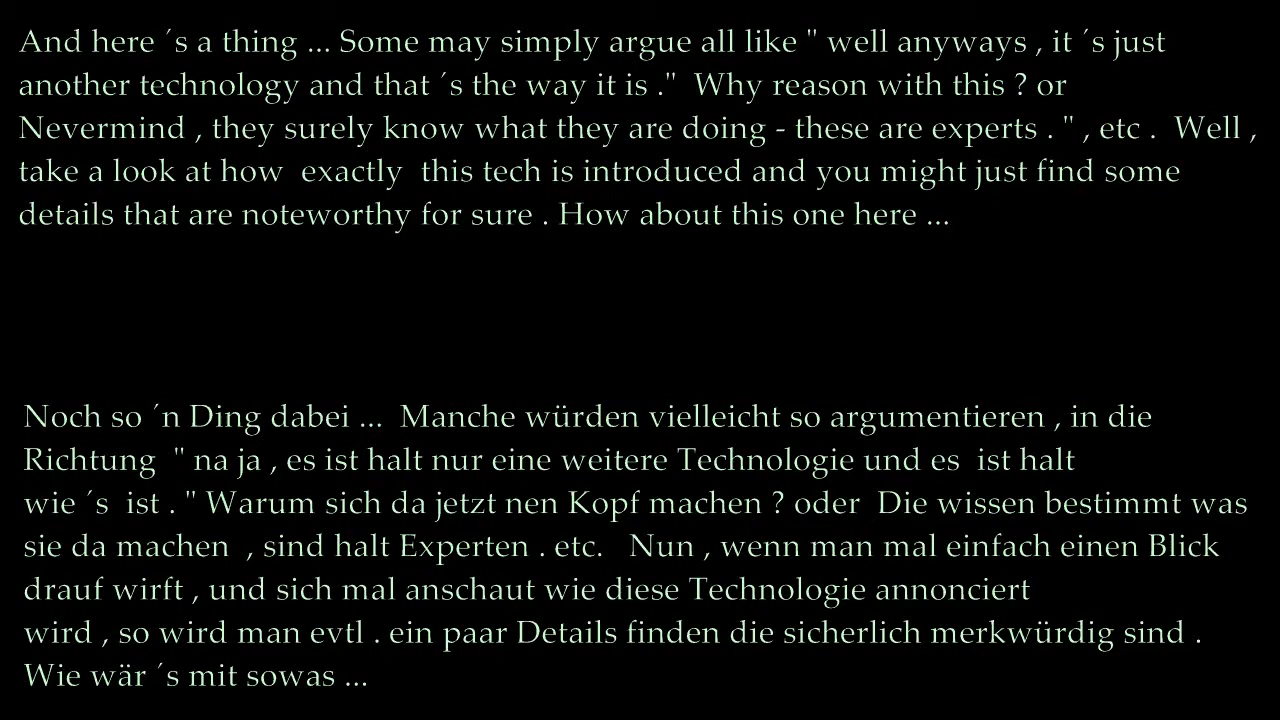 And here ´s a thing ... Some may simply argue all like " well anyways , it ´s just
another technology and that ´s the way it is ." Why reason with this ? or
Nevermind , they surely know what they are doing - these are experts . " , etc . Well ,
take a look at how exactly this tech is introduced and you might just find some
details that are noteworthy for sure . How about this one here ...
Noch so ´n Ding dabei ... Manche würden vielleicht so argumentieren , in die
Richtung " na ja , es ist halt nur eine weitere Technologie und es ist halt
wie ´s ist . " Warum sich da jetzt nen Kopf machen ? oder Die wissen bestimmt was
sie da machen , sind halt Experten . etc. Nun , wenn man mal einfach einen Blick
drauf wirft , und sich mal anschaut wie diese Technologie annonciert
wird , so wird man evtl . ein paar Details finden die sicherlich merkwürdig sind .
Wie wär ´s mit sowas ...